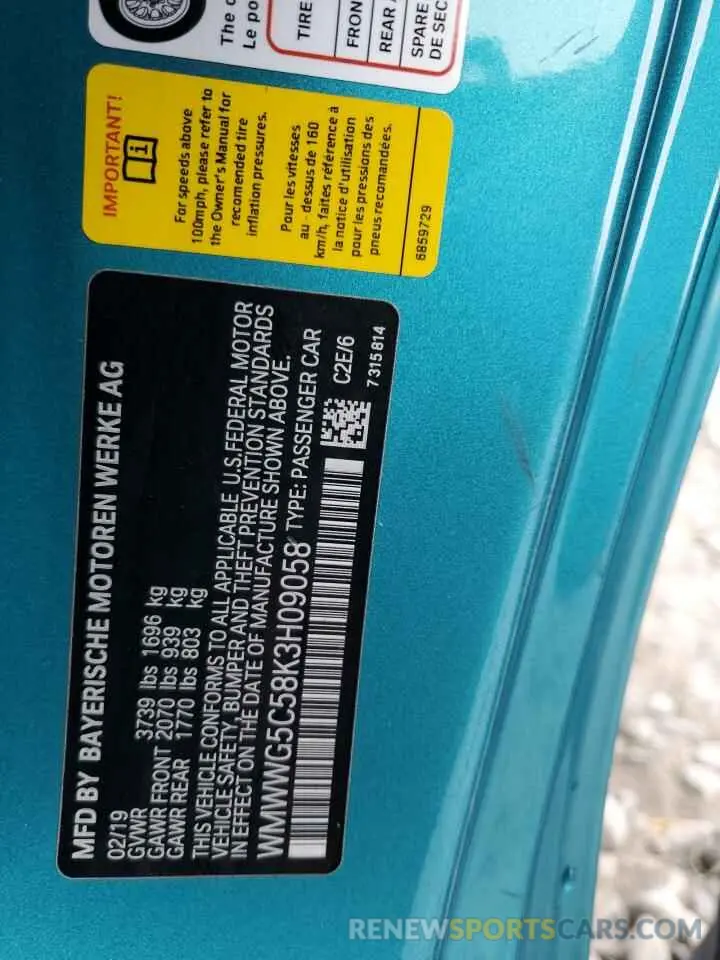 The c
Le po
TIRE
FRON
REAR
SPARE
DE SEC
IMPORTANT!
For speeds above
100mph, please refer to
the Owner's Manual for
recomended tire
inflation pressures.
Pour les vitesses
au - dessus de 160
km/h, faites référence à
la notice d'utilisation
pour les pressions des
pneus recomandées.
6859729
MFD BY BAYERISCHE MOTOREN WERKE AG
02/19
GVWR 3739 lbs 1696 kg
GAWR FRONT 2070 lbs 939 kg
GAWR REAR 1770 lbs 803 kg
THIS VEHICLE CONFORMS TO ALL APPLICABLE U.S.FEDERAL MOTOR
VEHICLE SAFETY, BUMPER AND THEFT PREVENTION STANDARDS
IN EFFECT ON THE DATE OF MANUFACTURE SHOWN ABOVE.
WMWWG5C58K3H09058 TYPE: PASSENGER CAR
C2E/6
7315814
RENEWSPORTSCARS.COM